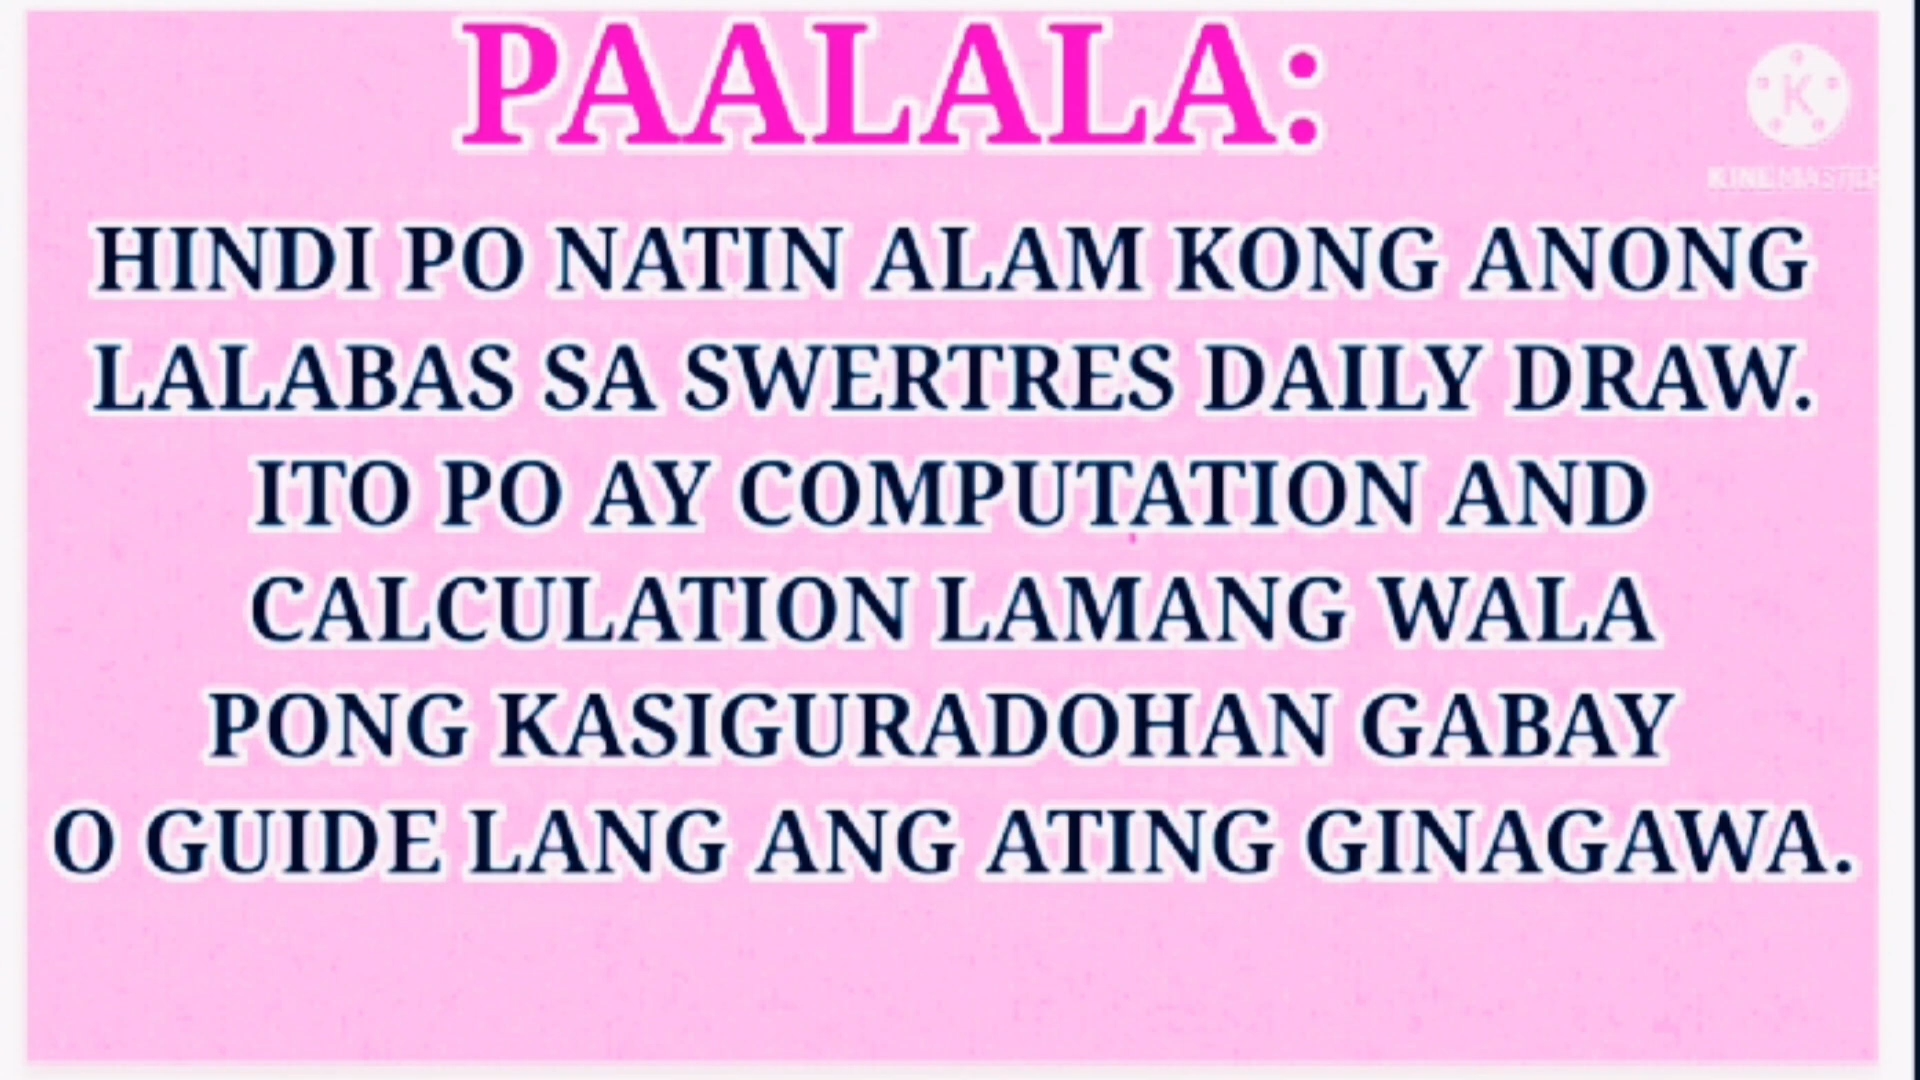 PAALALA:
KINEMASTER
HINDI PO NATIN ALAM KONG ANONG
LALABAS SA SWERTRES DAILY DRAW.
ITO PO AY COMPUTATION AND
CALCULATION LAMANG WALA
PONG KASIGURADOHAN GABAY
O GUIDE LANG ANG ATING GINAGAWA.